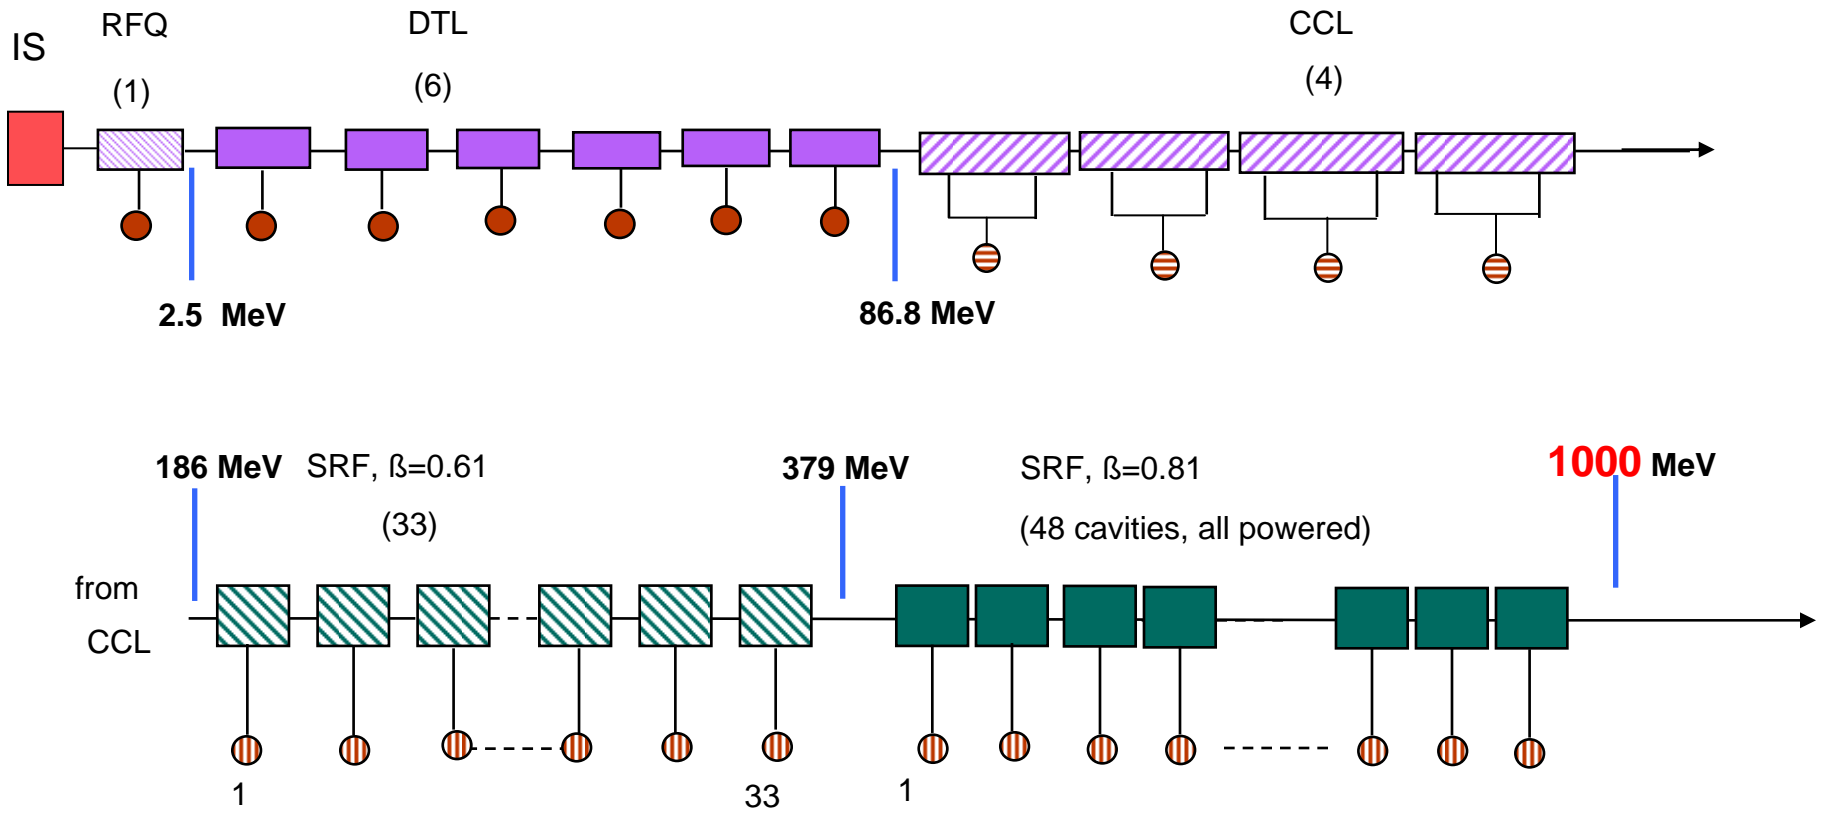 IS
RFQ
(1)
DTL
(6)
CCL
(4)
2.5 MeV
86.8 MeV
186 MeV
SRF, ß=0.61
(33)
379 MeV
SRF, ß=0.81
(48 cavities, all powered)
1000 MeV
from
CCL
1
33
1